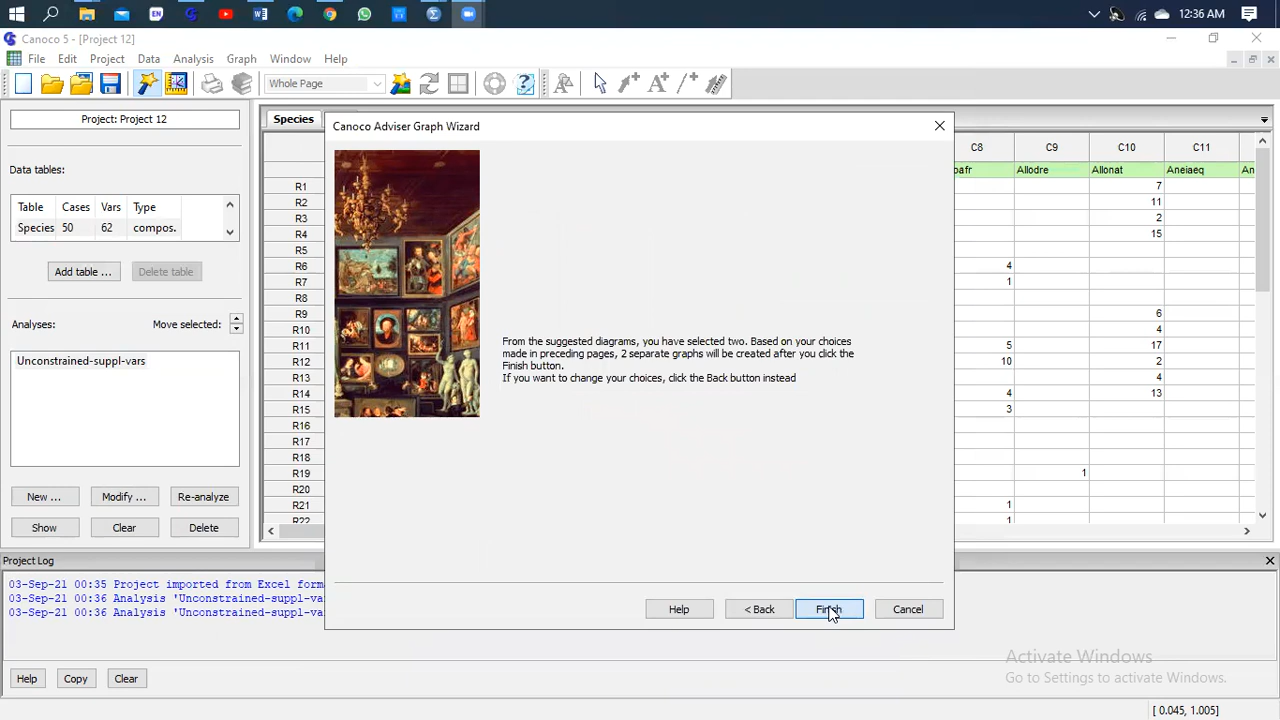 12:36 AM
Canoco 5 - [Project 12]
File Edit Project Data Analysis Graph Window Help
Whole Page
Project: Project 12
Data tables:
Table Cases Vars Type
Species 50 62 compos.
Add table ... Delete table
Analyses: Move selected:
Unconstrained-suppl-vars
New ... Modify ... Re-analyze
Show Clear Delete
Species
Canoco Adviser Graph Wizard
From the suggested diagrams, you have selected two. Based on your choices
made in preceding pages, 2 separate graphs will be created after you click the
Finish button.
If you want to change your choices, click the Back button instead
Help < Back Finish Cancel
C8 C9 C10 C11
Allodre Allonat Aneiaeq An
R1 7
R2 11
R3 2
R4 15
R5
R6 4
R7 1
R8
R9 6
R10 4
R11 5 17
R12 10 2
R13 4
R14 4 13
R15 3
R16
R17
R18
R19 1
R20
R21 1
R22 1
Project Log
03-Sep-21 00:35 Project imported from Excel form
03-Sep-21 00:36 Analysis 'Unconstrained-suppl-va
03-Sep-21 00:36 Analysis 'Unconstrained-suppl-va
Help Copy Clear
Activate Windows
Go to Settings to activate Windows.
[ 0.045, 1.005]